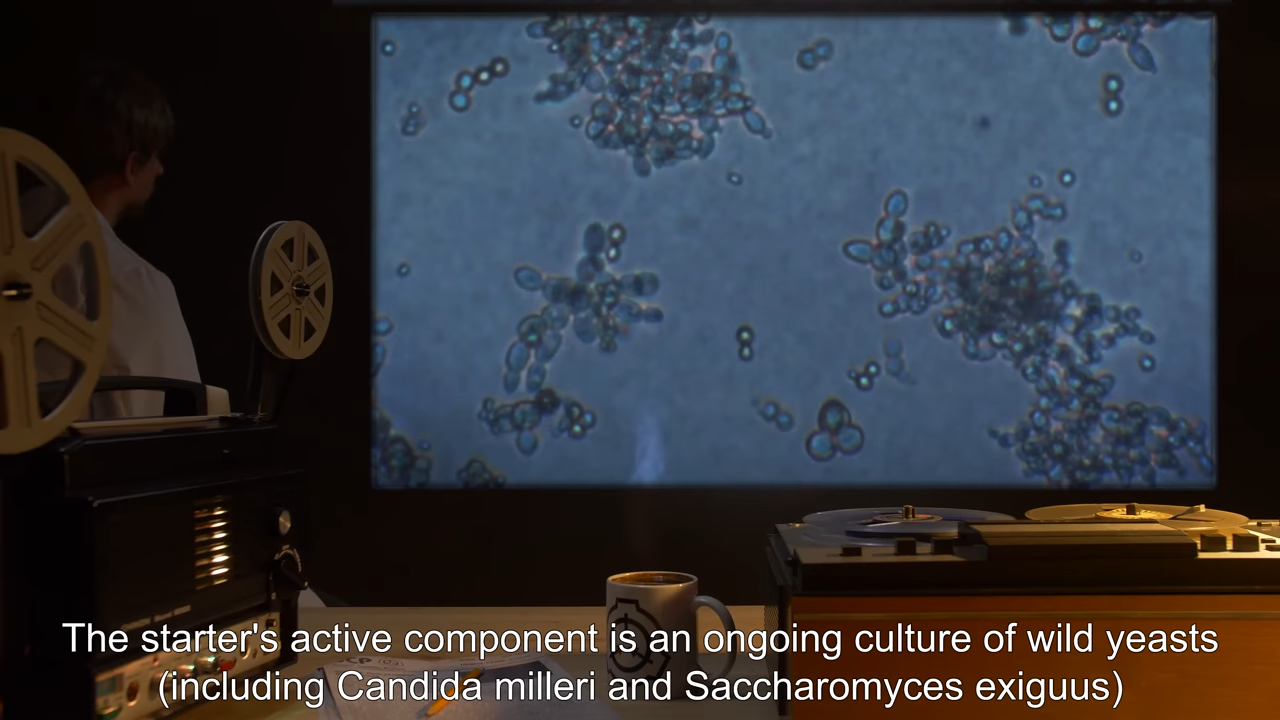 The starter's active component is an ongoing culture of wild yeasts
(including Candida milleri and Saccharomyces exiguus)